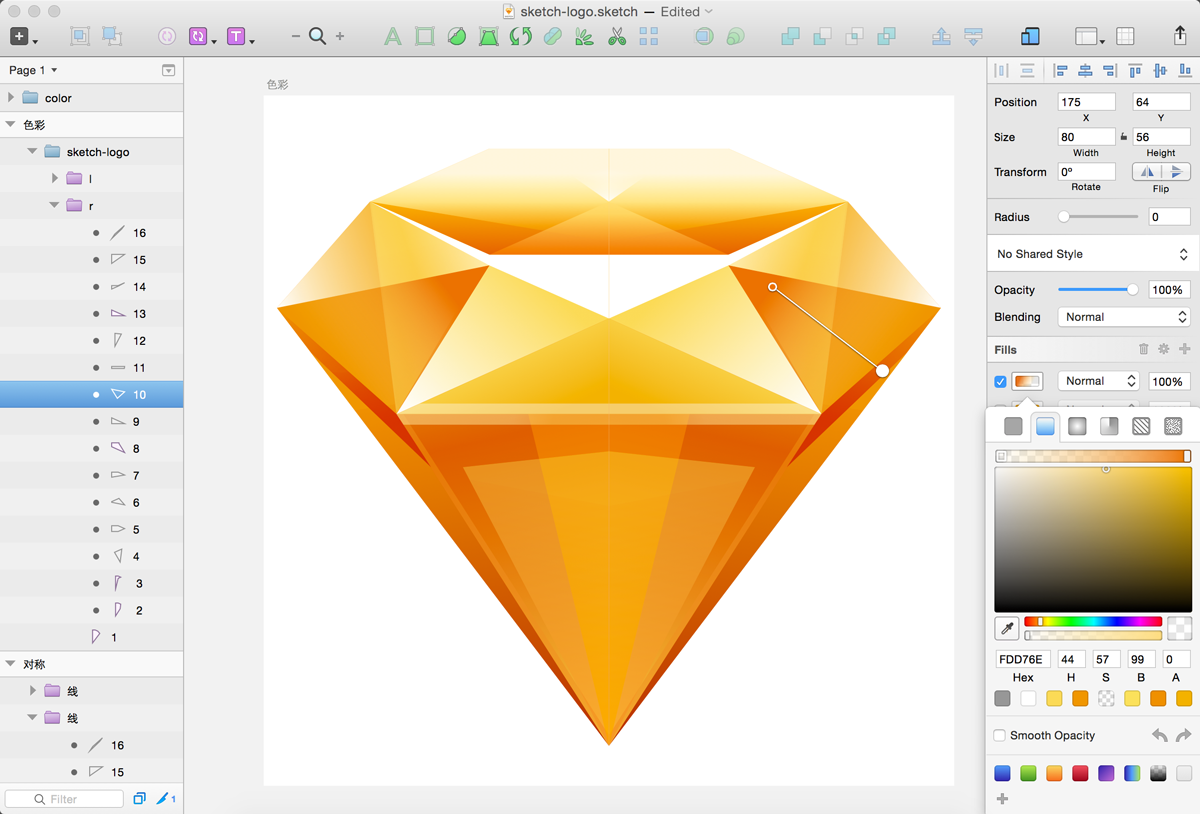 sketch-logo.sketch — Edited
T
Page 1
color
色彩
sketch-logo
l
r
16
15
14
13
12
11
10
9
8
7
6
5
4
3
2
1
对称
线
线
16
15
Filter
1
色彩
Position
175
64
X
Y
Size
80
56
Width
Height
Transform
0º
Rotate
Flip
Radius
0
No Shared Style
Opacity
100%
Blending
Normal
Fills
Normal
100%
FDD76E
44
57
99
0
Hex
H
S
B
A
Smooth Opacity